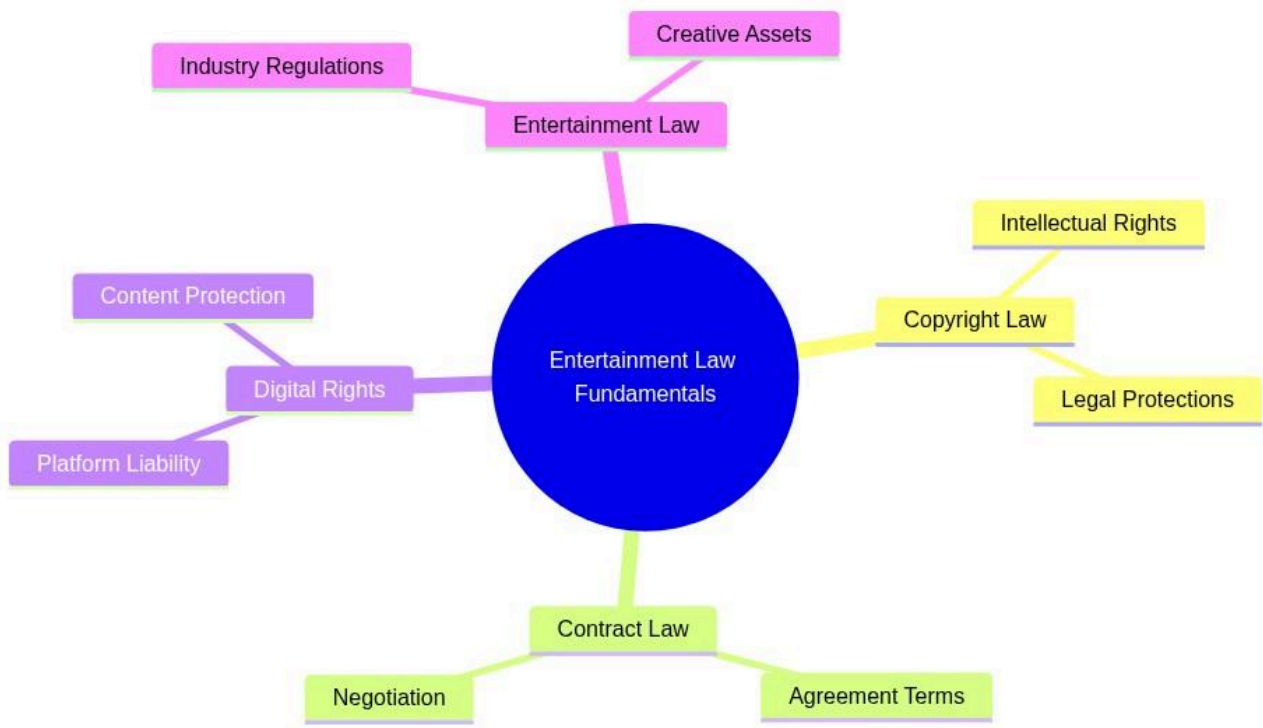 Creative Assets
Industry Regulations
Entertainment Law
Intellectual Rights
Content Protection
Copyright Law
Entertainment Law
Fundamentals
Digital Rights
Legal Protections
Platform Liability
Contract Law
Negotiation
Agreement Terms